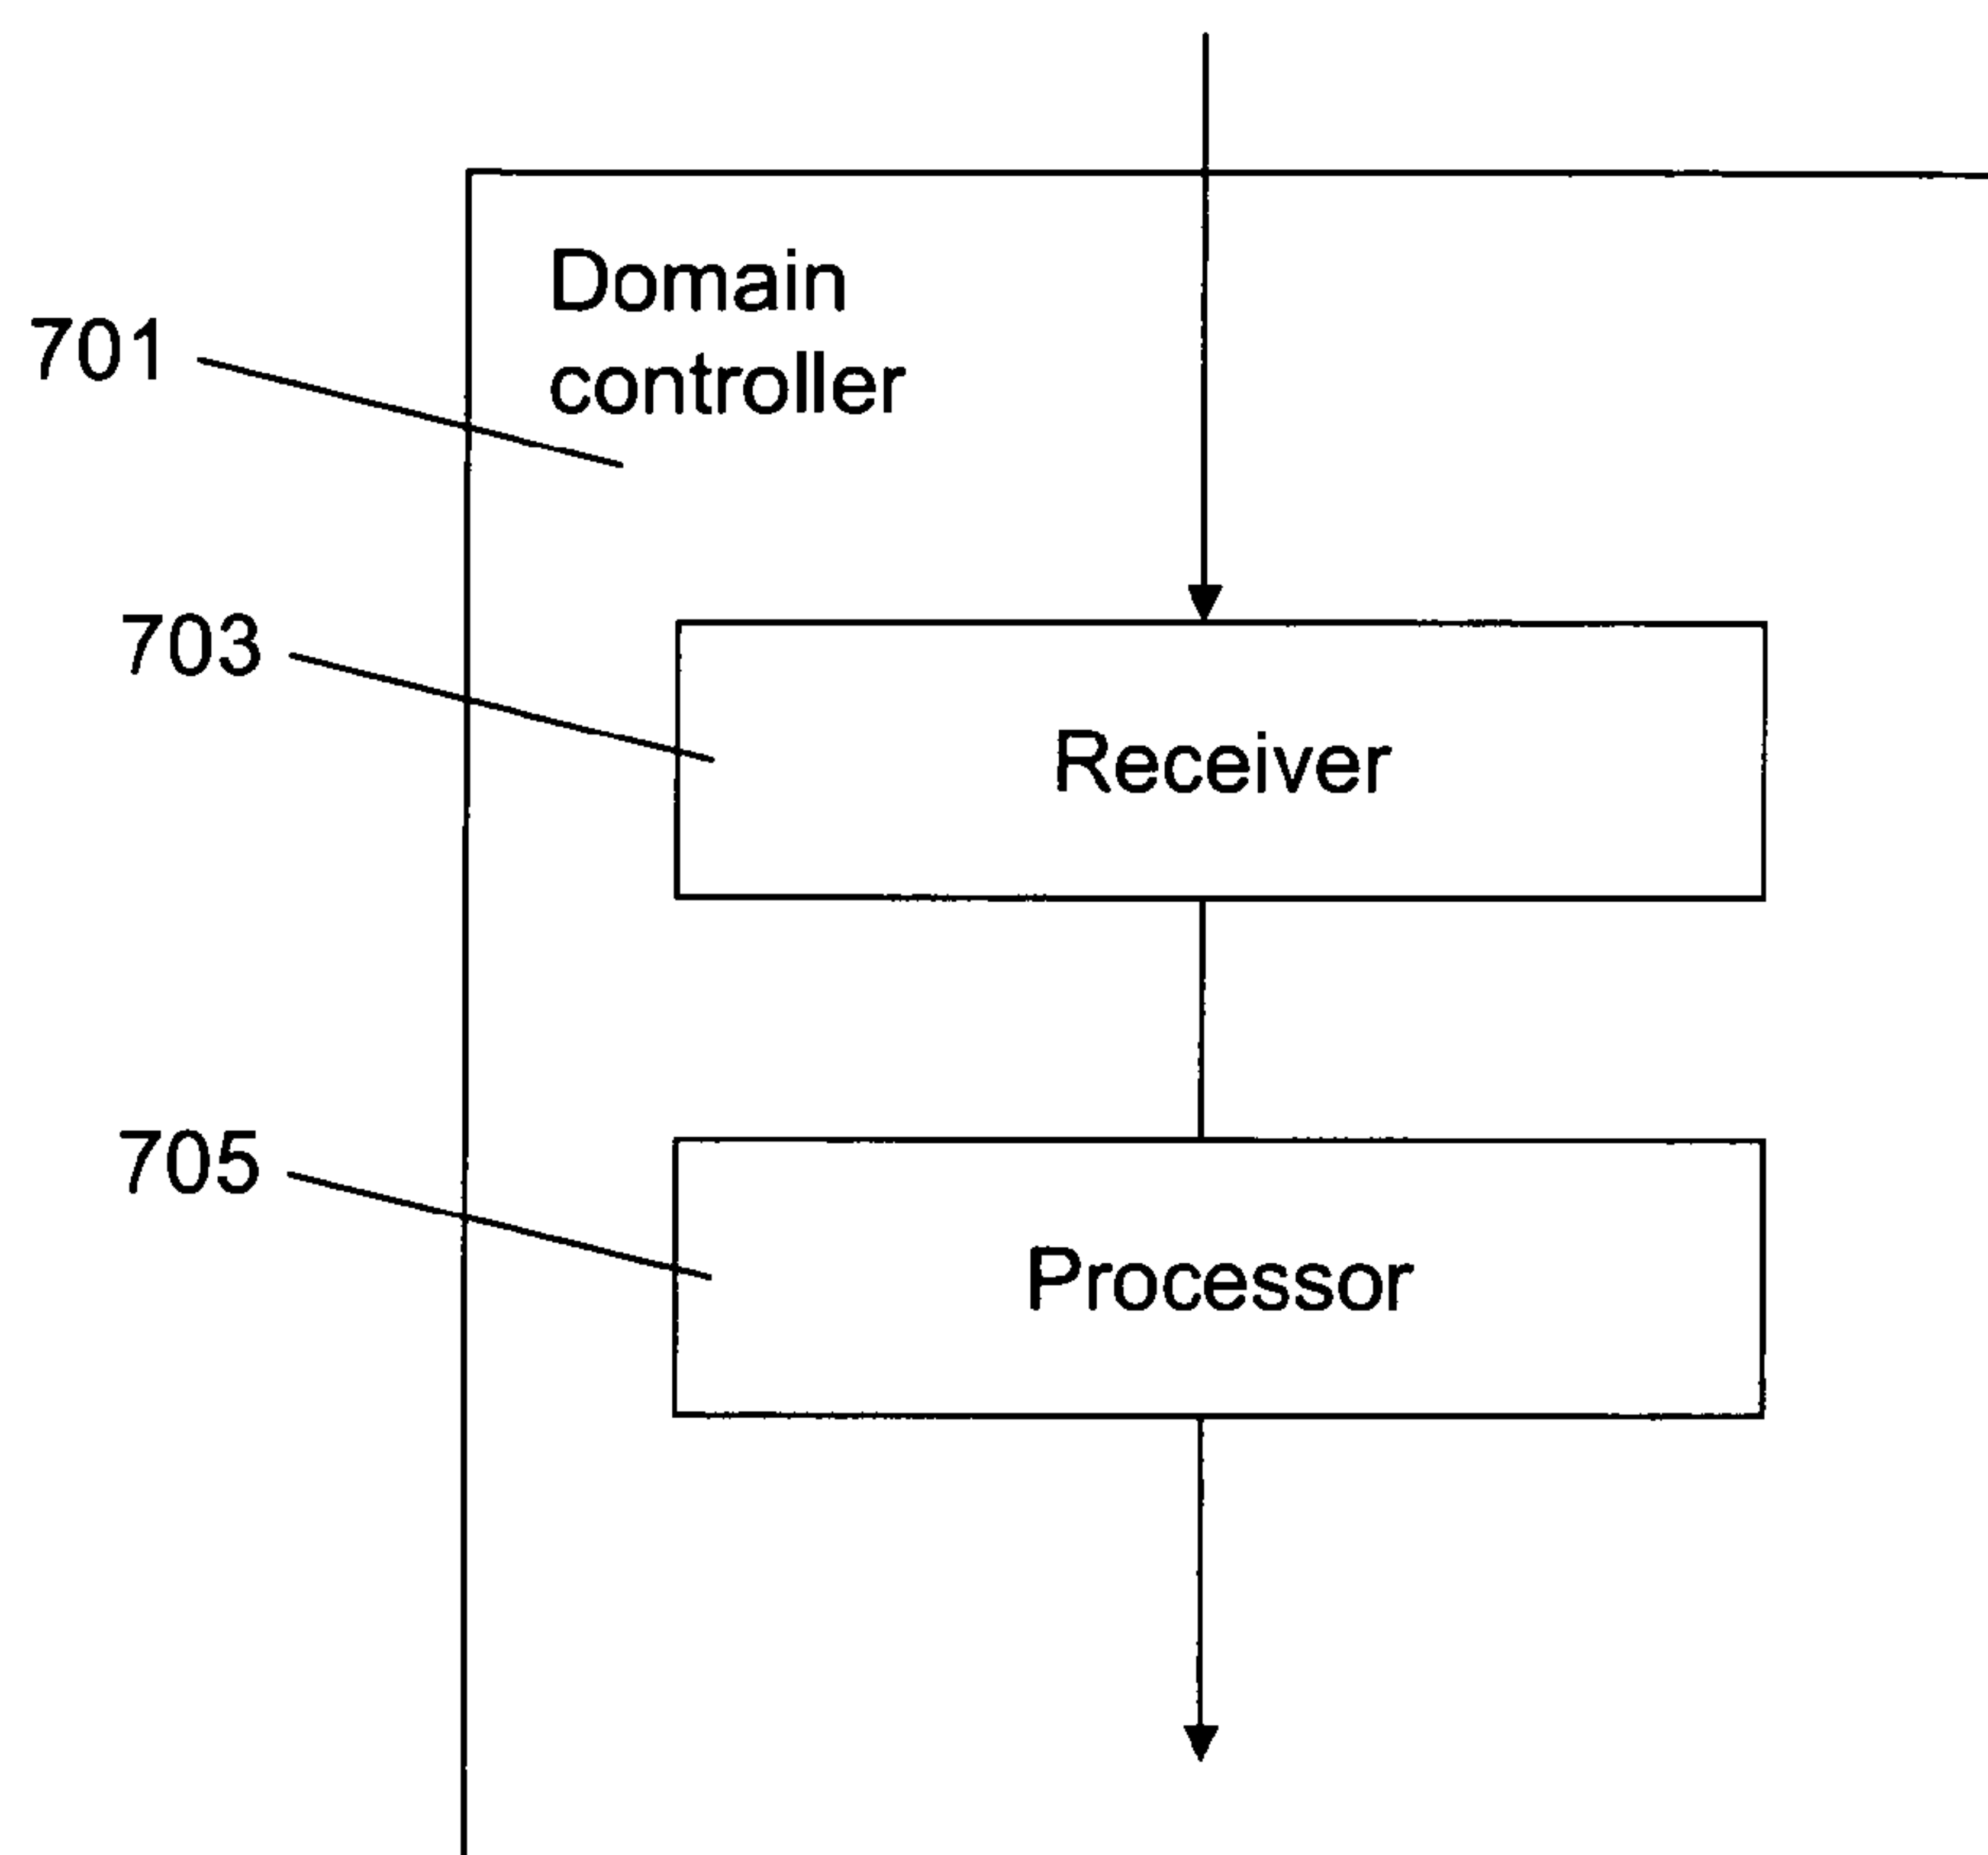 Domain
controller
701
703
Receiver
705
Processor